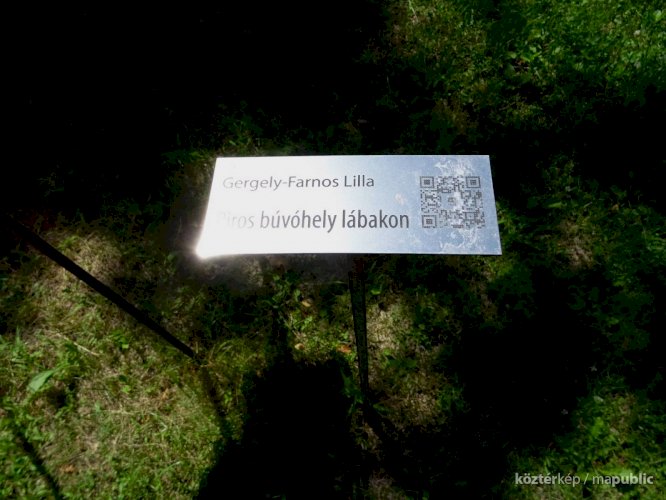 Gergely-Farnos Lilla
Piros búvóhely lábakon
köztérkép / mapublic